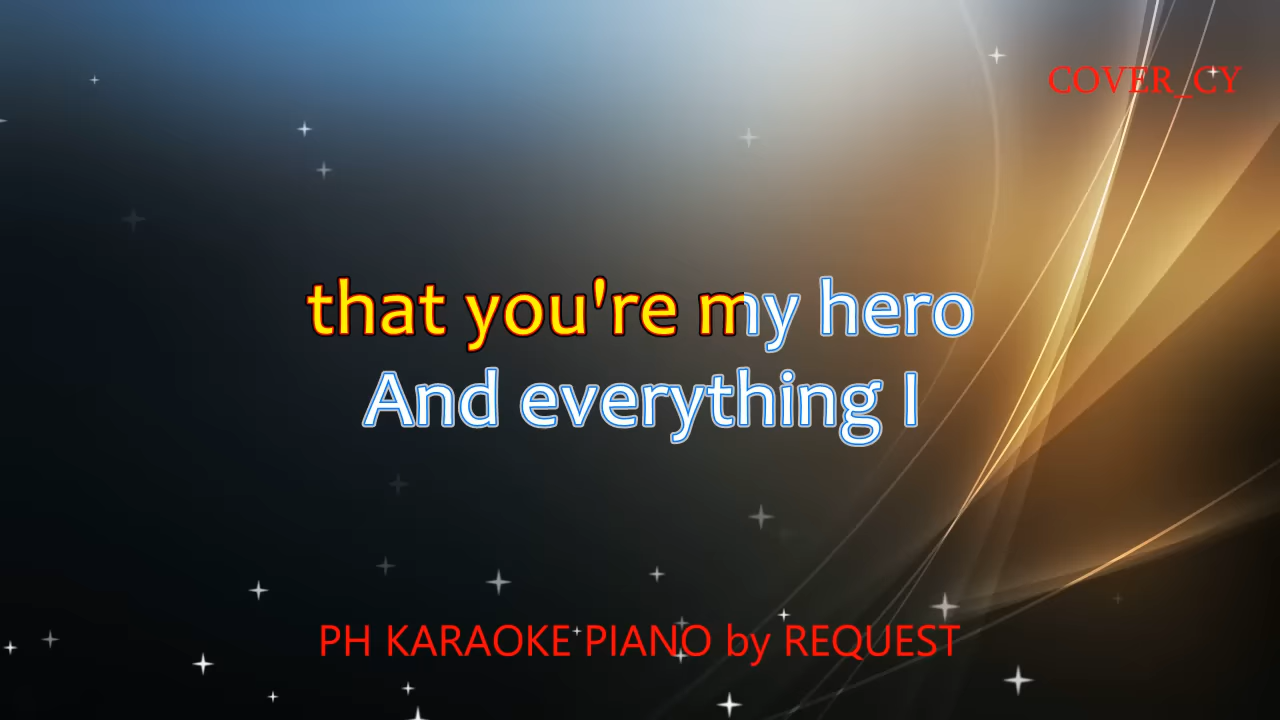 COVER_CY
that you're my hero
And everything I
PH KARAOKE PIANO by REQUEST